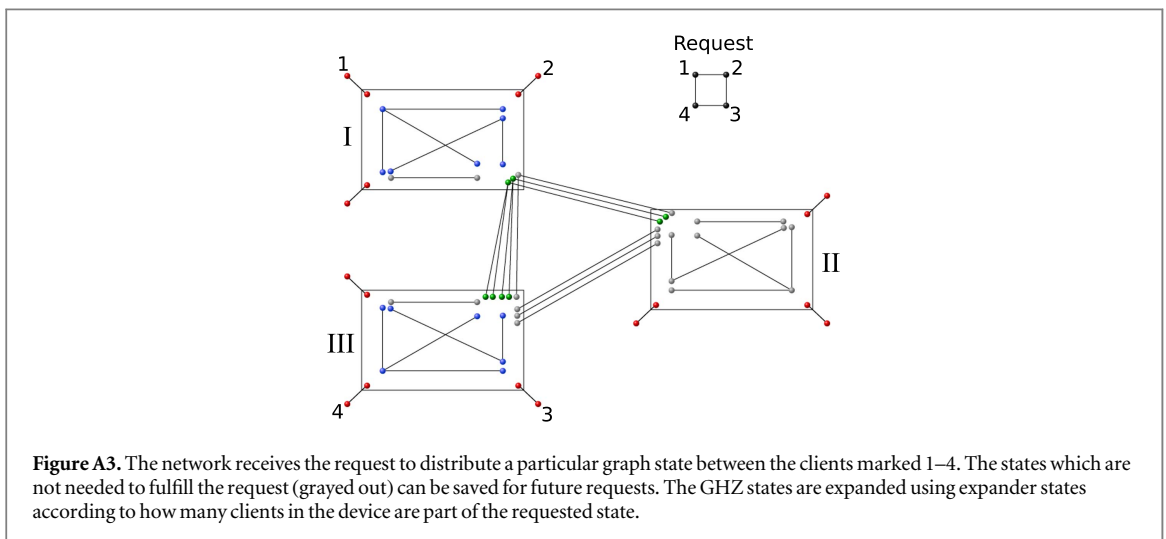 Request
1 2
4 3
1 2
I
II
III
4 3
Figure A3. The network receives the request to distribute a particular graph state between the clients marked 1–4. The states which are
not needed to fulfill the request (grayed out) can be saved for future requests. The GHZ states are expanded using expander states
according to how many clients in the device are part of the requested state.